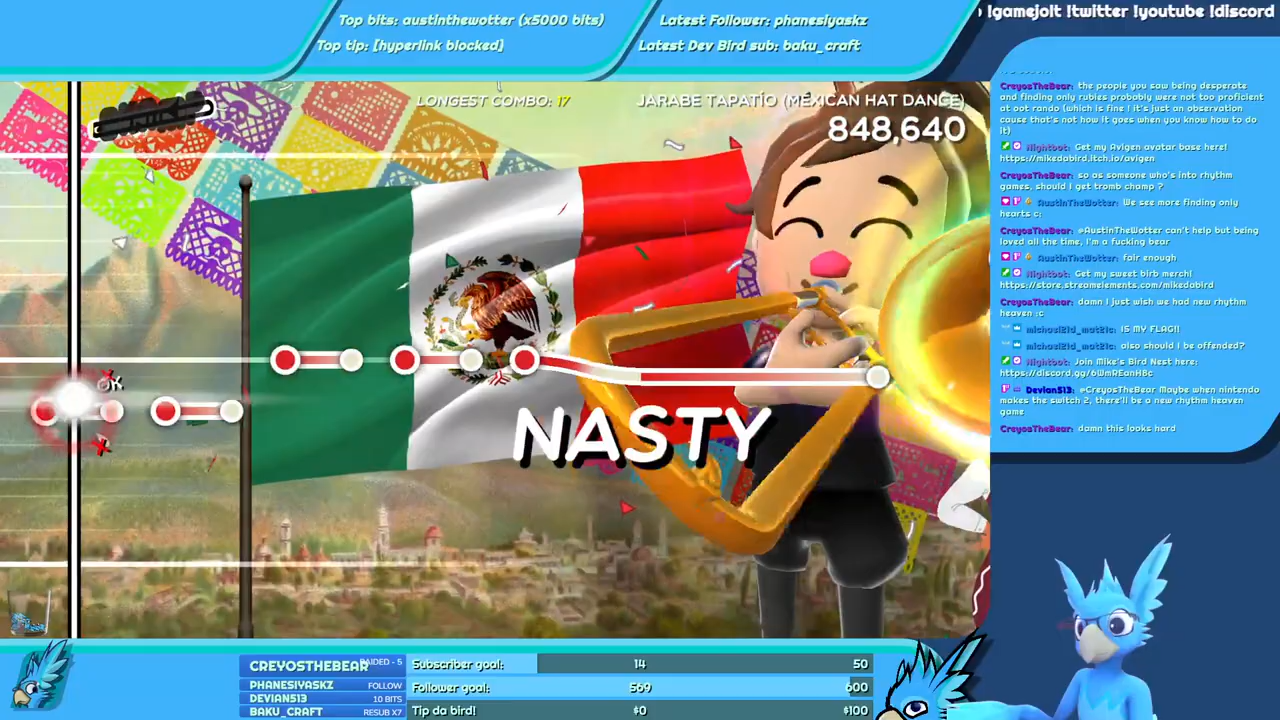 Top bits: austinthewotter (x5000 bits)
Top tip: [hyperlink blocked]
Latest Follower: phanesiyaskz
Latest Dev Bird sub: baku_craft
!gamejolt !twitter !youtube !discord
LONGEST COMBO: 17
JARABE TAPATÍO (MEXICAN HAT DANCE)
848,640
OK
NASTY
CreyosTheBear: the people you saw being desperate
and finding only rubies probobly were not too proficient
at oot rando (which is fine ! it's just an observation
cause that's not how it goes when you know how to do
it)
Nightbot: Get my Avigen avatar base here!
https://mikedabird.itch.io/avigen
CreyosTheBear: so as someone who's into rhythm
games, should I get tromb champ ?
AustinTheWotter: We see more finding only
hearts c:
CreyosTheBear: @AustinTheWotter can't help but being
loved all the time, I'm a fucking bear
AustinTheWotter: fair enough
Nightbot: Get my sweet birb merch!
https://store.streamelements.com/mikedabird
CreyosTheBear: damn I just wish we had new rhythm
heaven :c
michael21d_mat21c: IS MY FLAG!!
michael21d_mat21c: also should I be offended?
Nightbot: Join Mike's Bird Nest here:
https://discord.gg/6WmREanH8c
Devian513: @CreyosTheBear Maybe when nintendo
makes the switch 2, there'll be a new rhythm heaven
game
CreyosTheBear: damn this looks hard
CREYOSTHEBEAR RAIDED - 5
PHANESIYASKZ FOLLOW
DEVIAN513 10 BITS
BAKU_CRAFT RESUB X7
Subscriber goal: 14 50
Follower goal: 569 600
Tip da bird! $0 $100